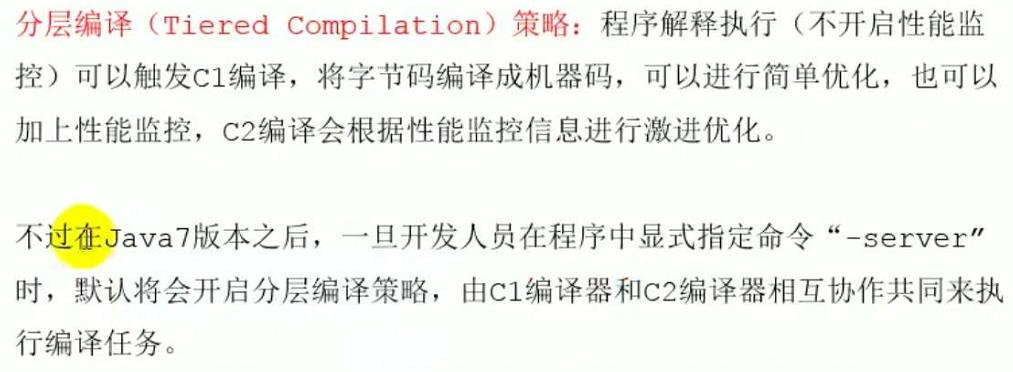 分层编译（Tiered Compilation）策略：程序解释执行（不开启性能监
控）可以触发C1编译，将字节码编译成机器码，可以进行简单优化，也可以
加上性能监控，C2编译会根据性能监控信息进行激进优化。
不过在Java7版本之后，一旦开发人员在程序中显式指定命令“-server”
时，默认将会开启分层编译策略，由C1编译器和C2编译器相互协作共同来执
行编译任务。